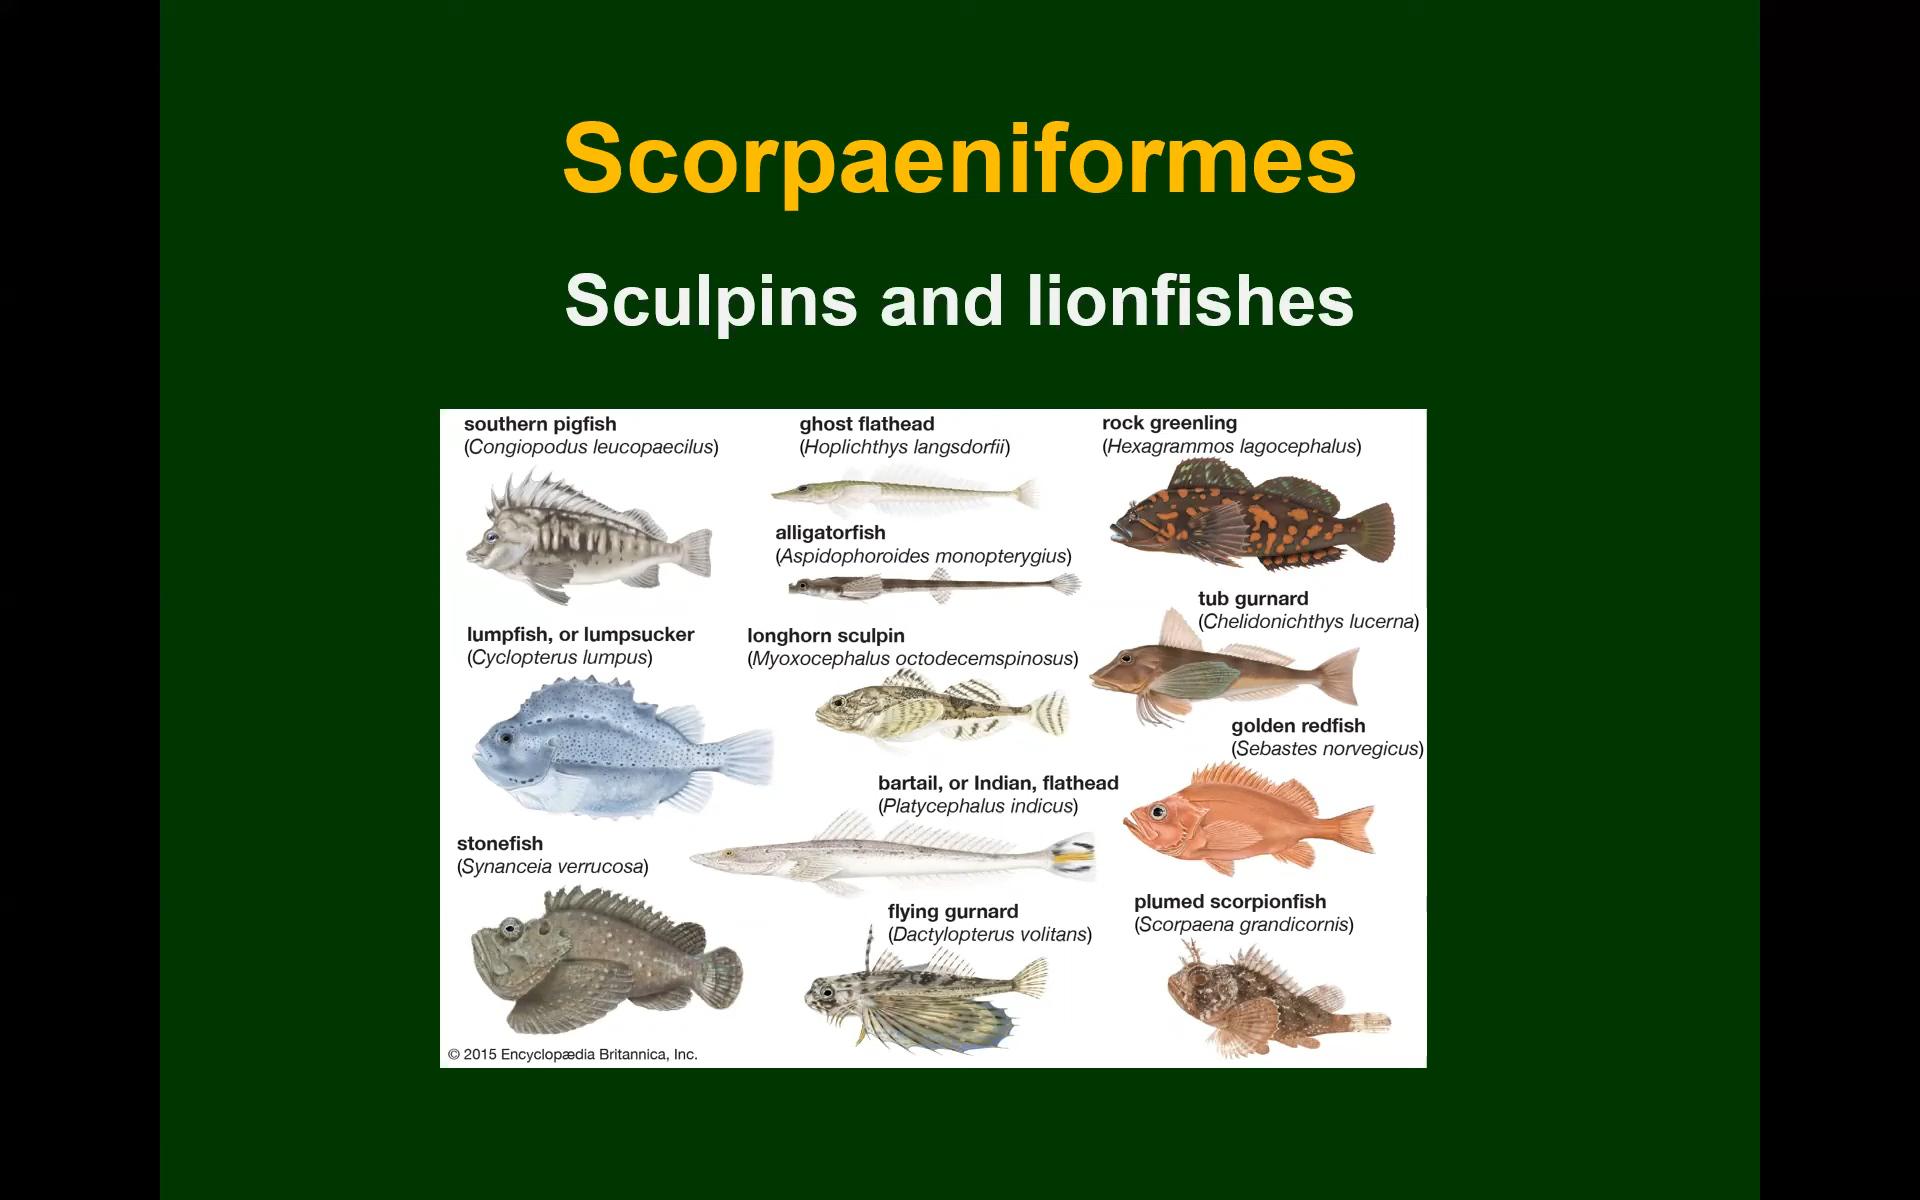 Scorpaeniformes
Sculpins and lionfishes
southern pigfish
(Congiopodus leucopaecilus)
ghost flathead
(Hoplichthys langsdorfii)
rock greenling
(Hexagrammos lagocephalus)
alligatorfish
(Aspidophoroides monopterygius)
tub gurnard
(Chelidonichthys lucerna)
lumpfish, or lumpsucker
(Cyclopterus lumpus)
longhorn sculpin
(Myoxocephalus octodecemspinosus)
golden redfish
(Sebastes norvegicus)
bartail, or Indian, flathead
(Platycephalus indicus)
stonefish
(Synanceia verrucosa)
flying gurnard
(Dactylopterus volitans)
plumed scorpionfish
(Scorpaena grandicornis)
© 2015 Encyclopædia Britannica, Inc.